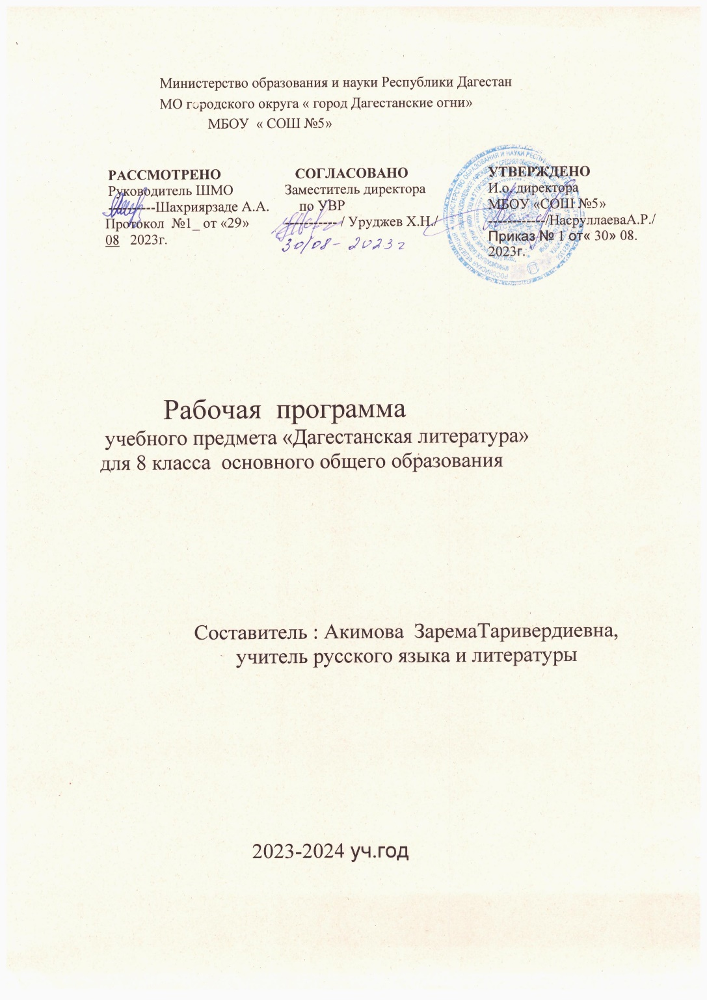 Министерство образования и науки Республики Дагестан
МО городского округа « город Дагестанские огни»
МБОУ « СОШ №5»
РАССМОТРЕНО
Руководитель ШМО
----------Шахриярзаде А.А.
Протокол №1_ от «29»
08 2023г.
СОГЛАСОВАНО
Заместитель директора
по УВР
----------- / Уруджев Х.Н./
30/08- 2023г
УТВЕРЖДЕНО
И.о. директора
МБОУ «СОШ №5»
------------/НасруллаеваА.Р./
Приказ № 1 от« 30» 08.
2023г.
Рабочая программа
учебного предмета «Дагестанская литература»
для 8 класса основного общего образования
Составитель : Акимова ЗаремаТаривердиевна,
учитель русского языка и литературы
2023-2024 уч.год